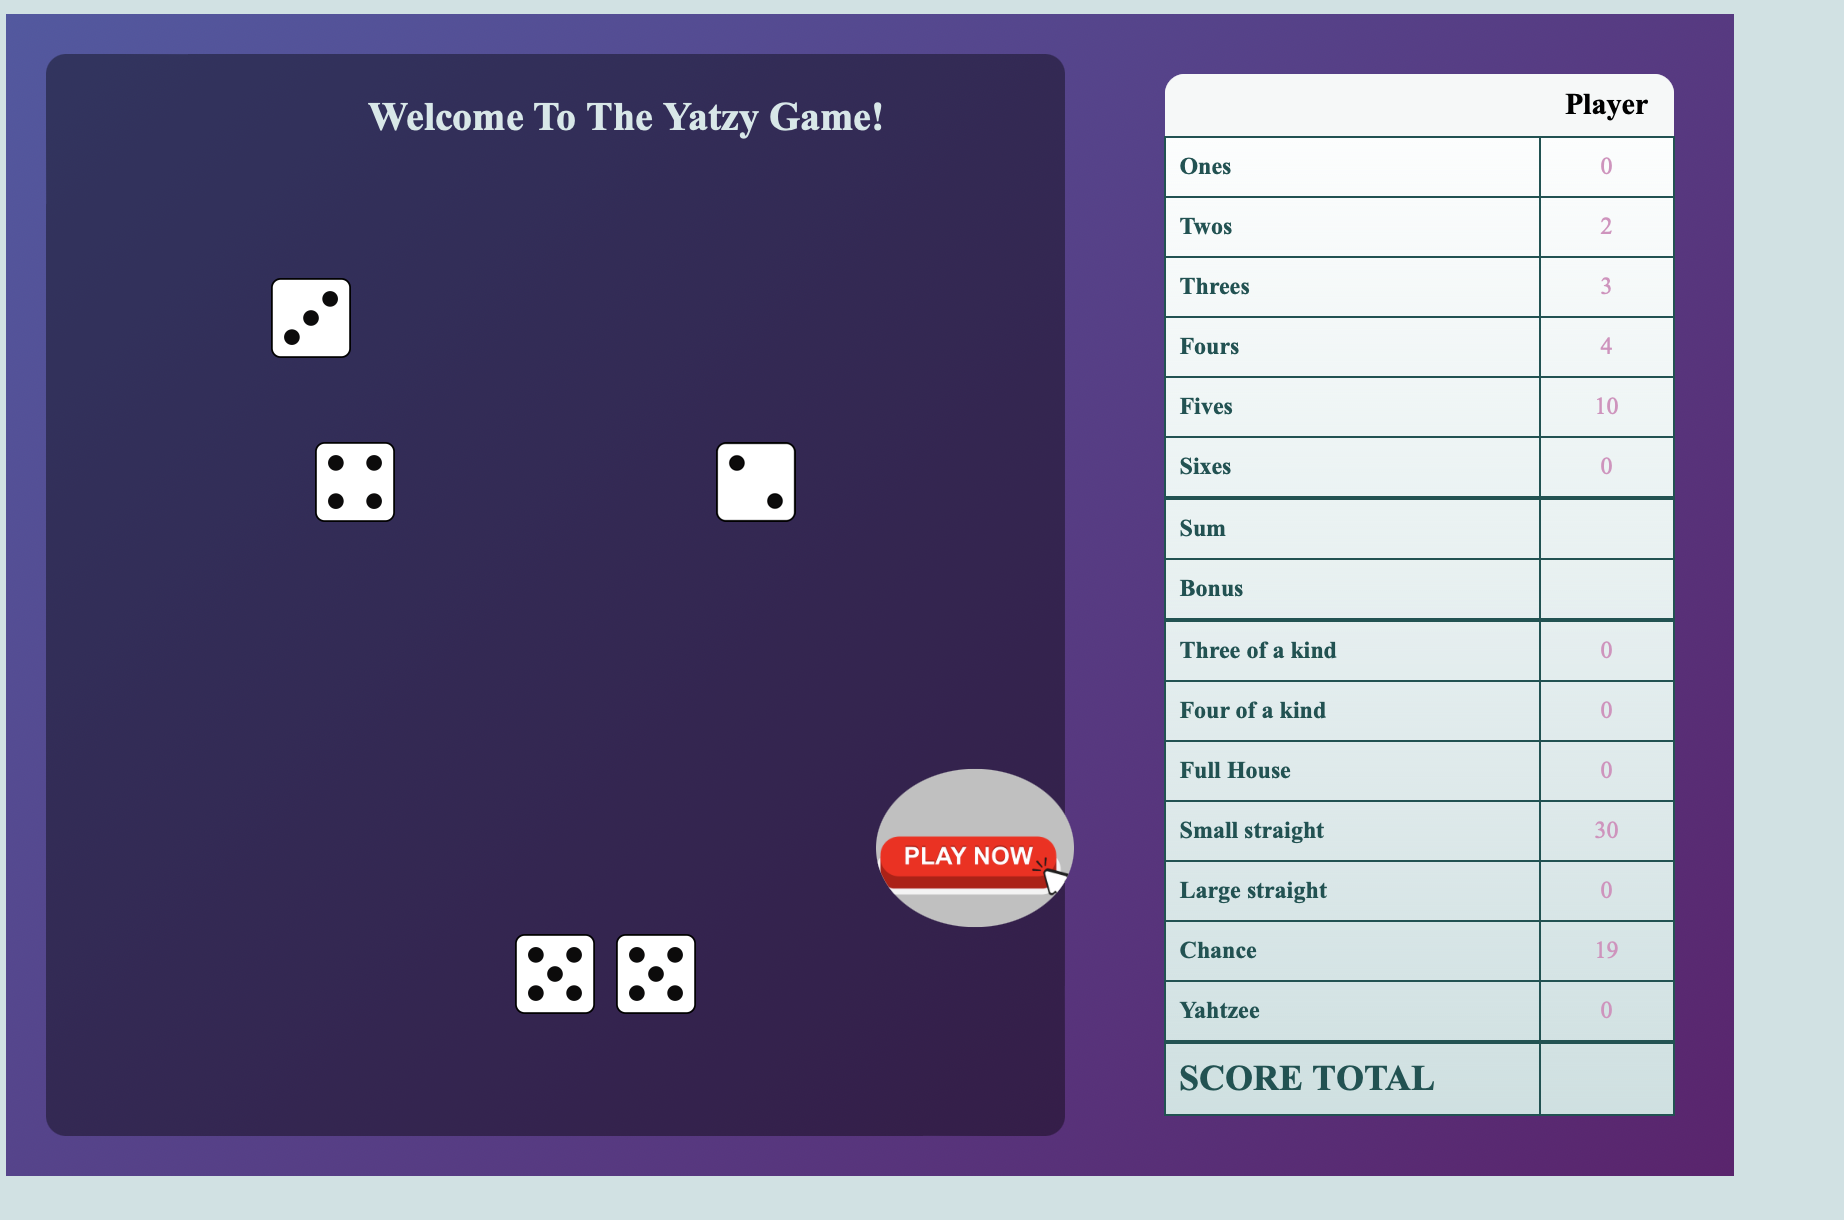 Welcome To The Yatzy Game!
PLAY NOW
Player
Ones 0
Twos 2
Threes 3
Fours 4
Fives 10
Sixes 0
Sum
Bonus
Three of a kind 0
Four of a kind 0
Full House 0
Small straight 30
Large straight 0
Chance 19
Yahtzee 0
SCORE TOTAL